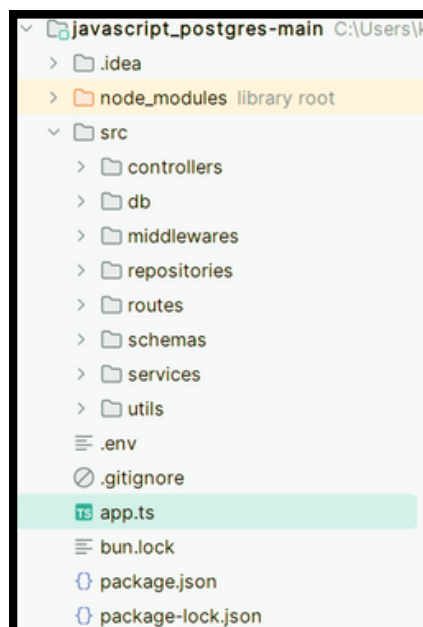 javascript_postgres-main C:\Users\k
.idea
node_modules library root
src
controllers
db
middlewares
repositories
routes
schemas
services
utils
.env
.gitignore
TS app.ts
bun.lock
{} package.json
{} package-lock.json